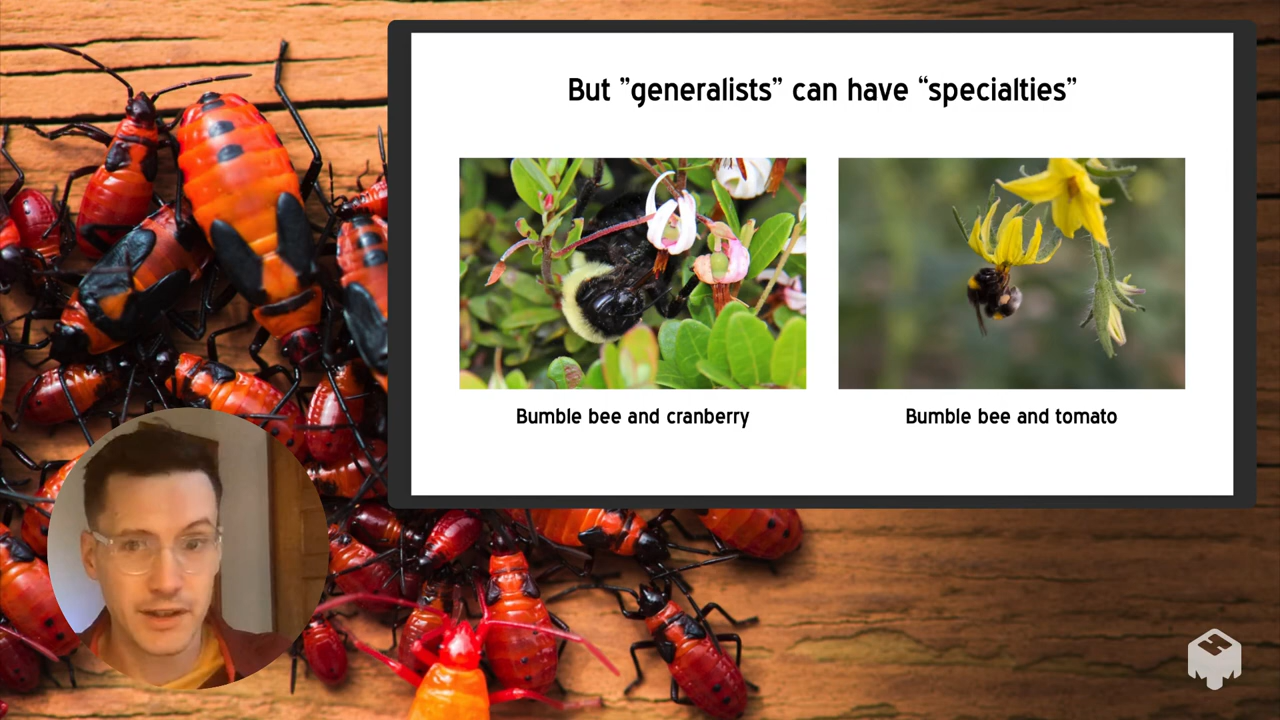 But ”generalists” can have “specialties”
Bumble bee and cranberry
Bumble bee and tomato